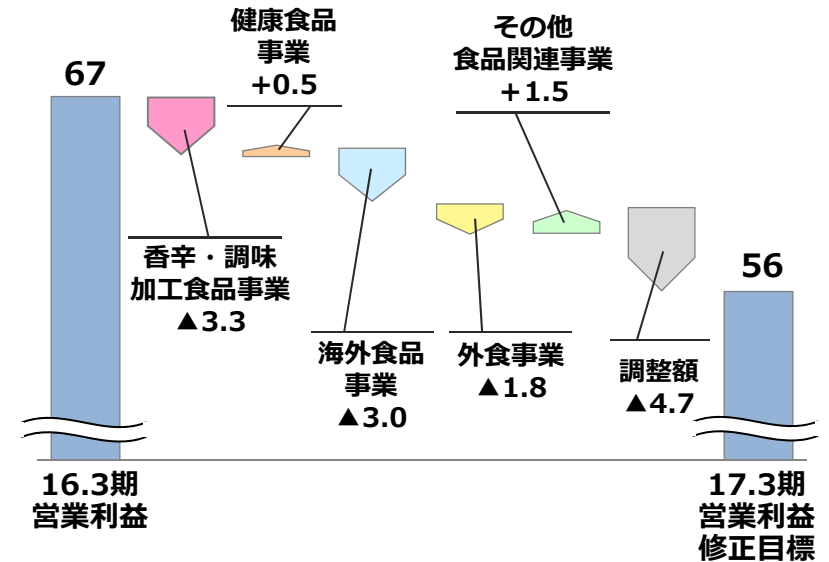 67
健康食品
事業
+0.5
その他
食品関連事業
+1.5
香辛・調味
加工食品事業
▲3.3
海外食品
事業
▲3.0
外食事業
▲1.8
調整額
▲4.7
56
16.3期
営業利益
17.3期
営業利益
修正目標